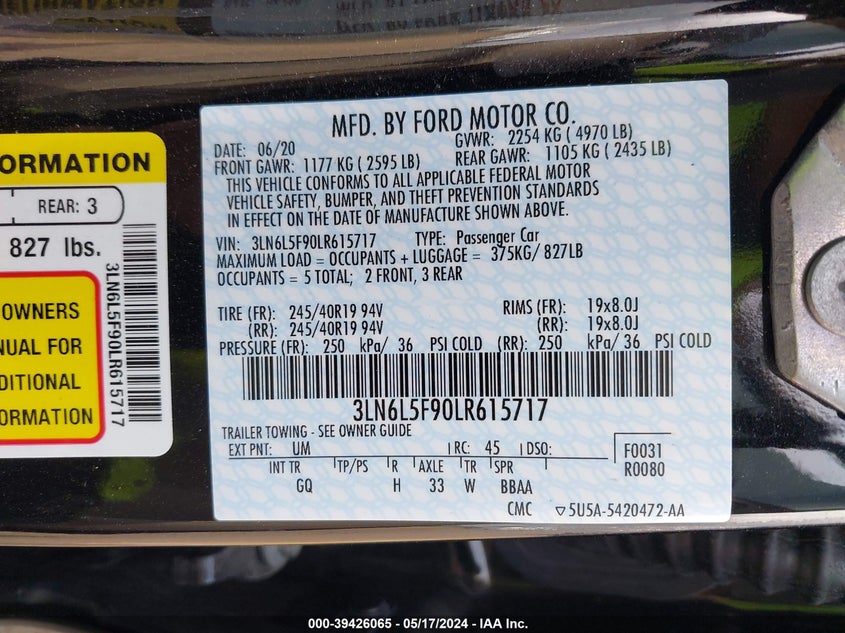 MFD. BY FORD MOTOR CO.
DATE: 06/20 GVWR: 2254 KG ( 4970 LB)
FRONT GAWR: 1177 KG ( 2595 LB) REAR GAWR: 1105 KG ( 2435 LB)
THIS VEHICLE CONFORMS TO ALL APPLICABLE FEDERAL MOTOR
VEHICLE SAFETY, BUMPER, AND THEFT PREVENTION STANDARDS
IN EFFECT ON THE DATE OF MANUFACTURE SHOWN ABOVE.
VIN: 3LN6L5F90LR615717 TYPE: Passenger Car
MAXIMUM LOAD = OCCUPANTS + LUGGAGE = 375KG/ 827LB
OCCUPANTS = 5 TOTAL; 2 FRONT, 3 REAR
TIRE (FR): 245/40R19 94V RIMS (FR): 19x8.0J
(RR): 245/40R19 94V (RR): 19x8.0J
PRESSURE (FR): 250 kPa/ 36 PSI COLD (RR): 250 kPa/ 36 PSI COLD
3LN6L5F90LR615717
TRAILER TOWING - SEE OWNER GUIDE
EXT PNT: UM RC: 45 DSO: F0031
R0080
INT TR TP/PS R AXLE TR SPR
GQ H 33 W BBAA
CMC ▽5U5A-5420472-AA
ORMATION
REAR: 3
827 lbs.
OWNERS
NUAL FOR
DITIONAL
R MATION
3LN6L5F90LR615717
000-39426065 - 05/17/2024 - IAA Inc.